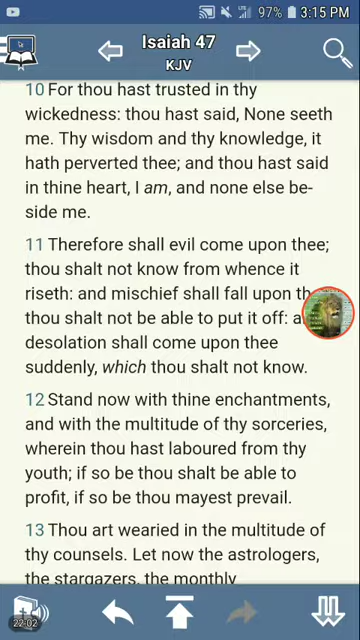 LTE 97% 3:15 PM
Isaiah 47
KJV
10 For thou hast trusted in thy
wickedness: thou hast said, None seeth
me. Thy wisdom and thy knowledge, it
hath perverted thee; and thou hast said
in thine heart, I am, and none else be-
side me.
11 Therefore shall evil come upon thee;
thou shalt not know from whence it
riseth: and mischief shall fall upon
thou shalt not be able to put it off:
desolation shall come upon thee
suddenly, which thou shalt not know.
12 Stand now with thine enchantments,
and with the multitude of thy sorceries,
wherein thou hast laboured from thy
youth; if so be thou shalt be able to
profit, if so be thou mayest prevail.
13 Thou art wearied in the multitude of
thy counsels. Let now the astrologers,
the stargazers, the monthly
22:02